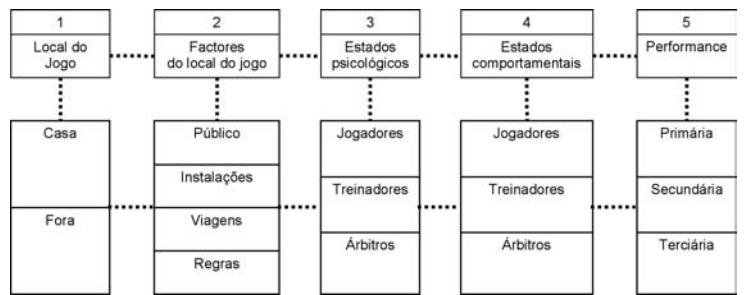 1
Local do
Jogo
2
Factores
do local do jogo
3
Estados
psicológicos
4
Estados
comportamentais
5
Performance
Casa
Fora
Público
Instalações
Viagens
Regras
Jogadores
Treinadores
Árbitros
Jogadores
Treinadores
Árbitros
Primária
Secundária
Terciária